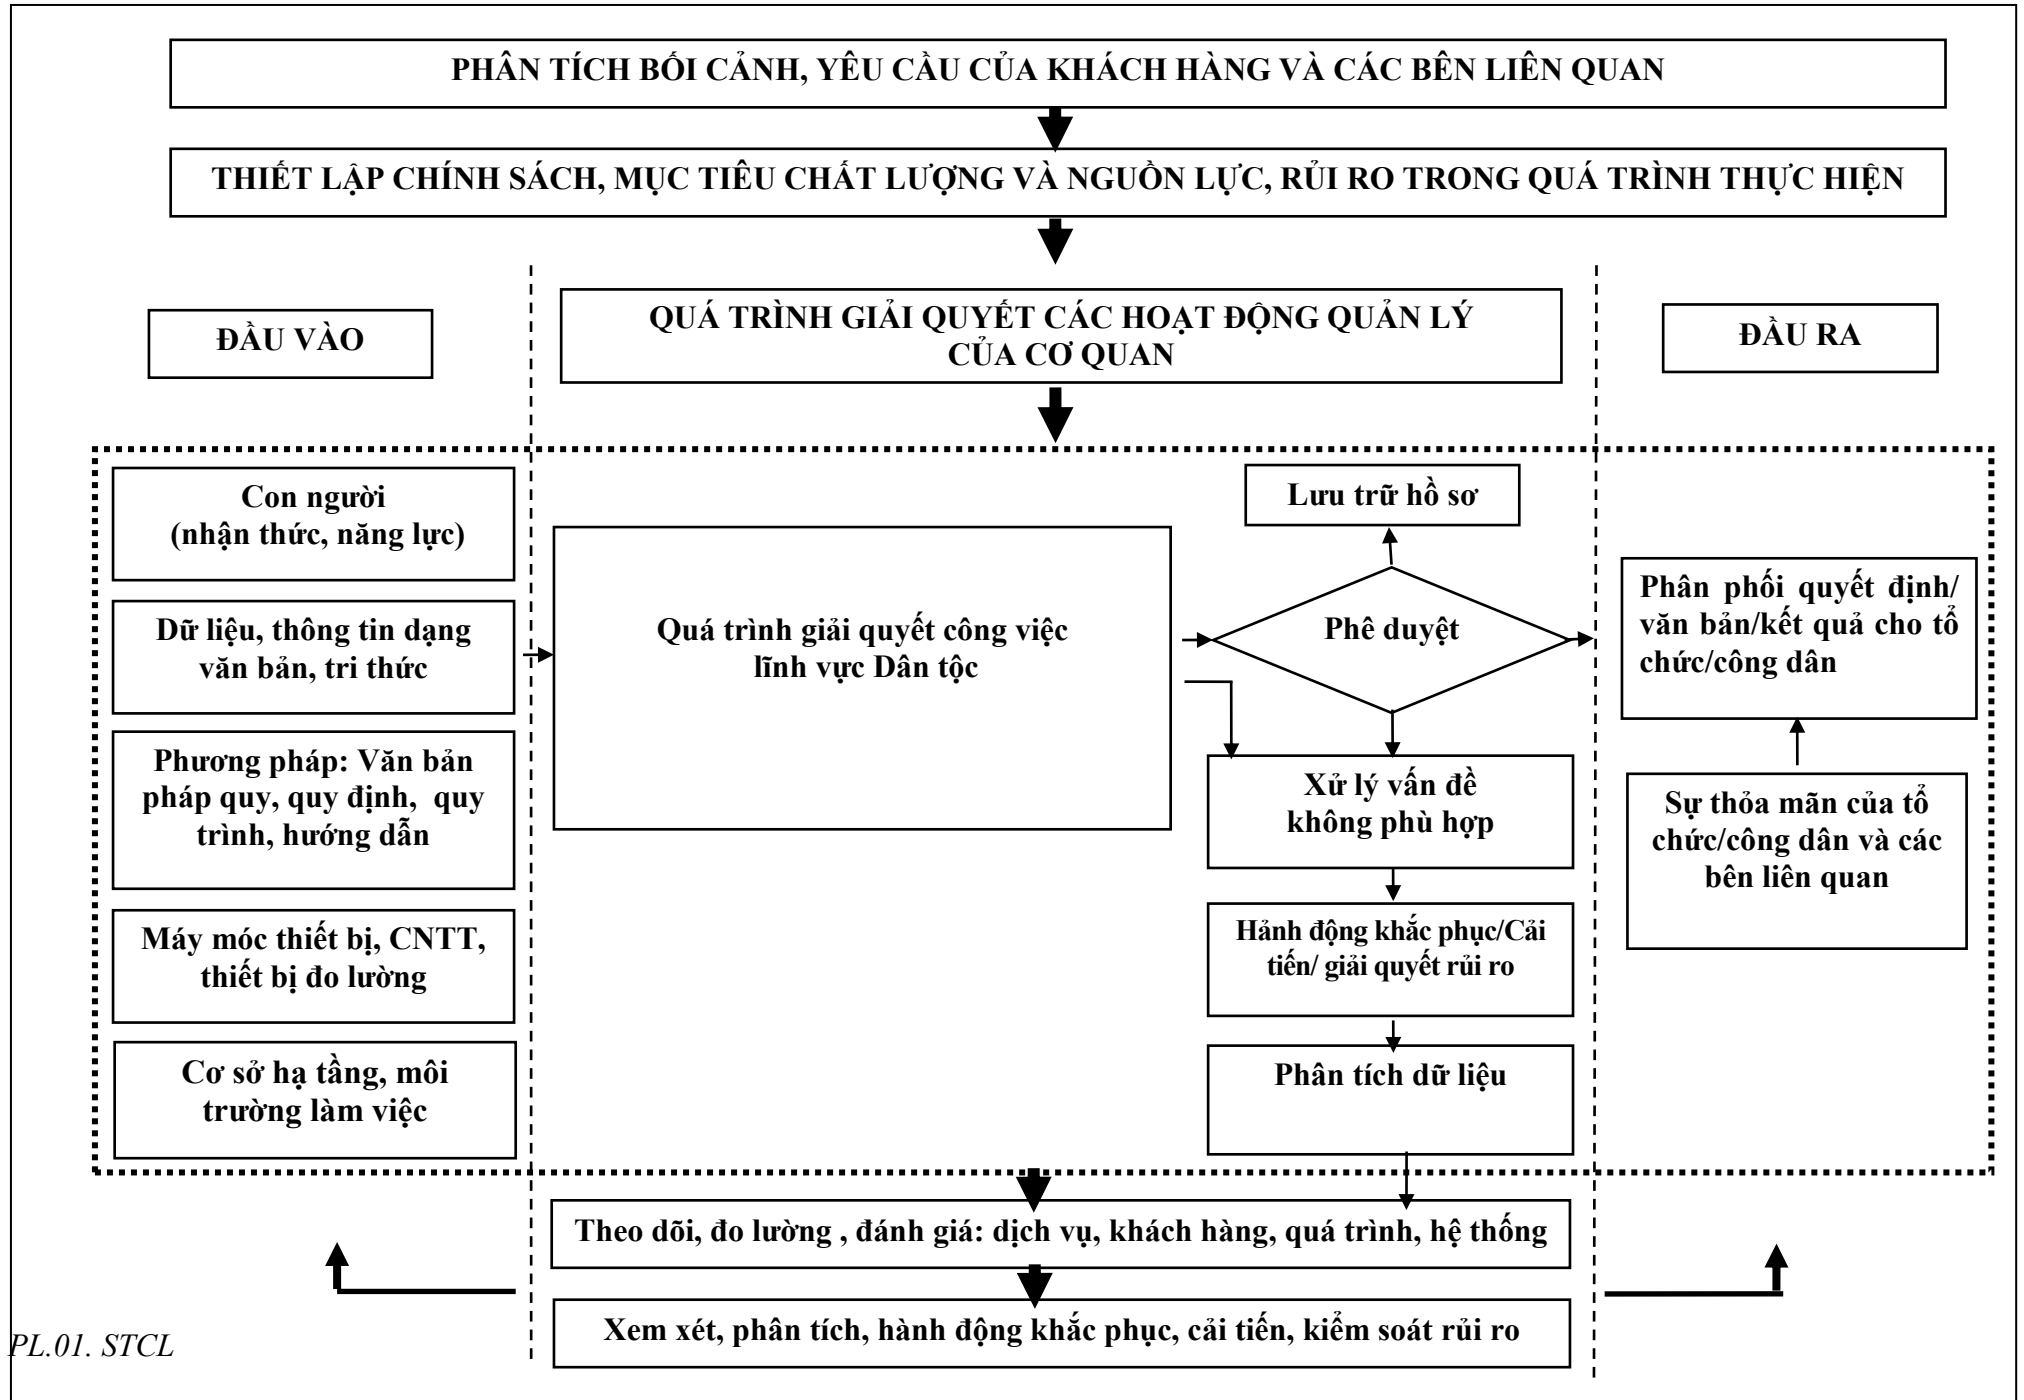 PHÂN TÍCH BỐI CẢNH, YÊU CẦU CỦA KHÁCH HÀNG VÀ CÁC BÊN LIÊN QUAN
THIẾT LẬP CHÍNH SÁCH, MỤC TIÊU CHẤT LƯỢNG VÀ NGUỒN LỰC, RỦI RO TRONG QUÁ TRÌNH THỰC HIỆN
ĐẦU VÀO
QUÁ TRÌNH GIẢI QUYẾT CÁC HOẠT ĐỘNG QUẢN LÝ
CỦA CƠ QUAN
ĐẦU RA
Con người
(nhận thức, năng lực)
Dữ liệu, thông tin dạng
văn bản, tri thức
Phương pháp: Văn bản
pháp quy, quy định, quy
trình, hướng dẫn
Máy móc thiết bị, CNTT,
thiết bị đo lường
Cơ sở hạ tầng, môi
trường làm việc
Quá trình giải quyết công việc
lĩnh vực Dân tộc
Lưu trữ hồ sơ
Phê duyệt
Xử lý vấn đề
không phù hợp
Hảnh động khắc phục/Cải
tiến/ giải quyết rủi ro
Phân tích dữ liệu
Phân phối quyết định/
văn bản/kết quả cho tổ
chức/công dân
Sự thỏa mãn của tổ
chức/công dân và các
bên liên quan
Theo dõi, đo lường , đánh giá: dịch vụ, khách hàng, quá trình, hệ thống
Xem xét, phân tích, hành động khắc phục, cải tiến, kiểm soát rủi ro
PL.01. STCL